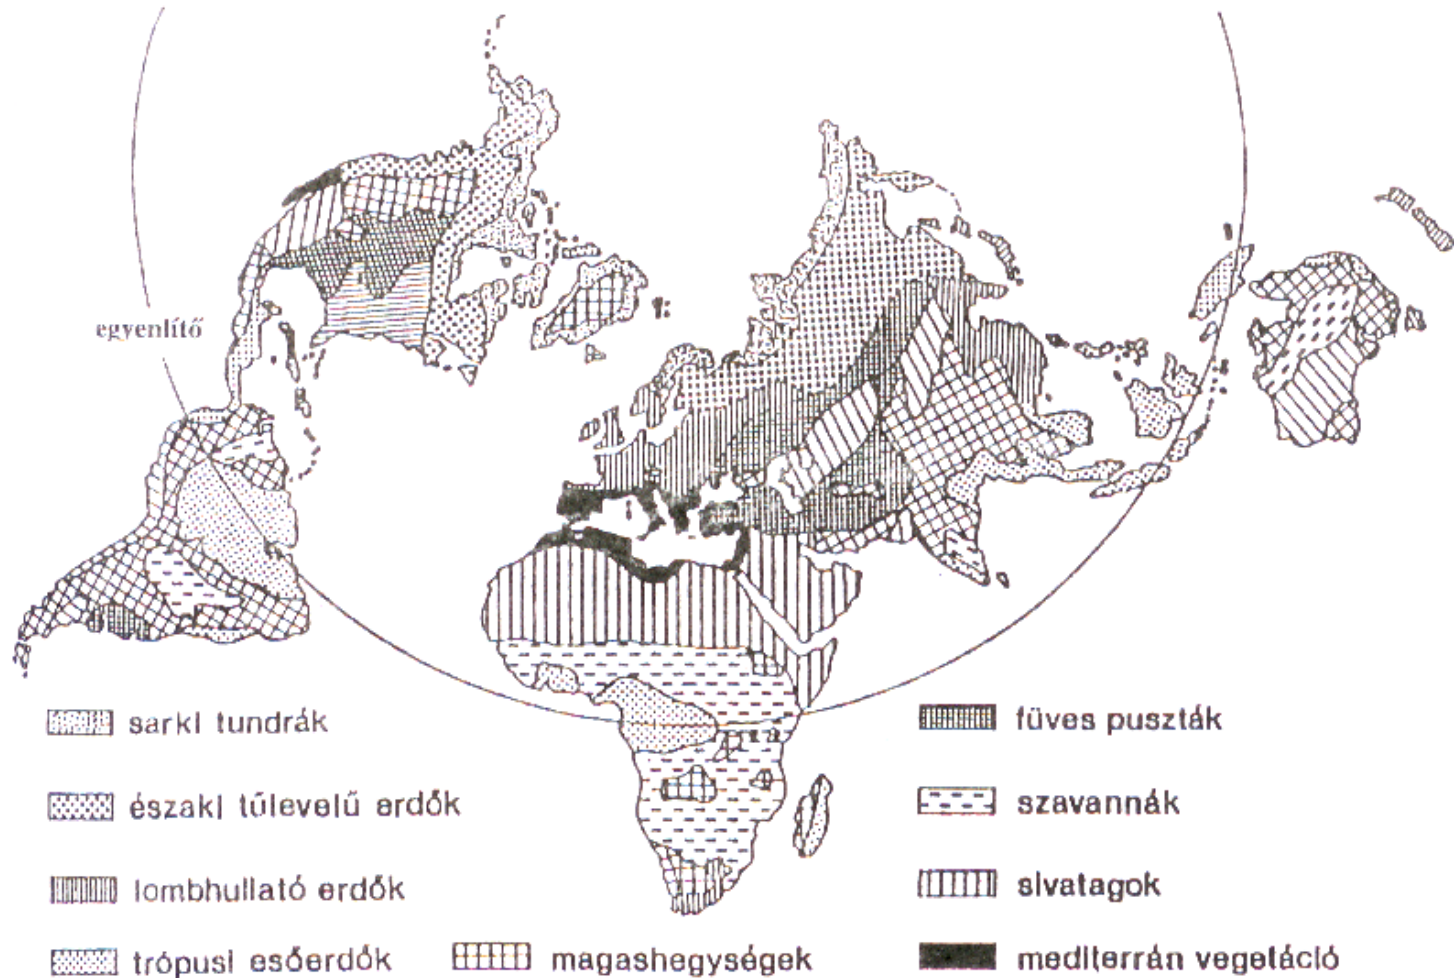 egyenlítő
sarki tundrák
északi tűlevelű erdők
lombhullató erdők
trópusi esőerdők
magashegységek
füves puszták
szavannák
sivatagok
mediterrán vegetáció